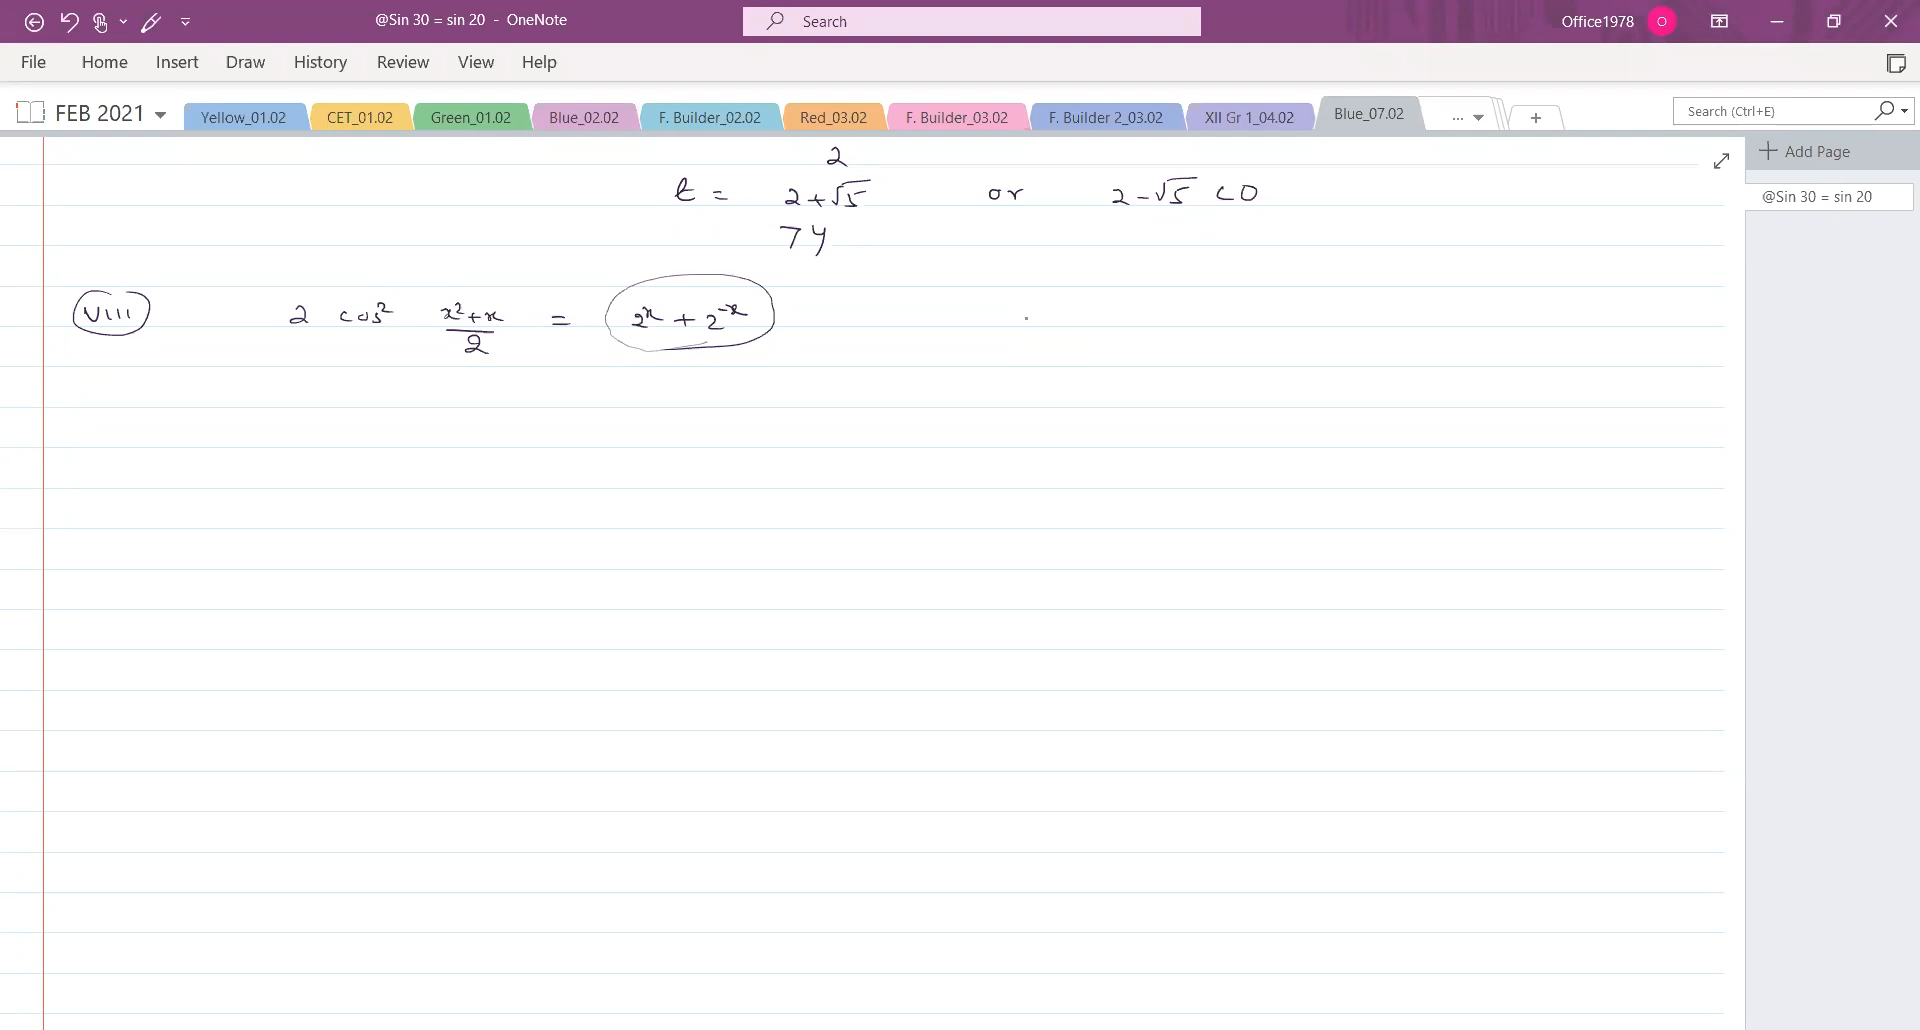 @Sin 30 = sin 20 - OneNote
Search
Office1978
O
File Home Insert Draw History Review View Help
FEB 2021
Yellow_01.02 CET_01.02 Green_01.02 Blue_02.02 F. Builder_02.02 Red_03.02 F. Builder_03.02 F. Builder 2_03.02 XII Gr 1_04.02 Blue_07.02 ... +
Search (Ctrl+E)
Add Page
@Sin 30 = sin 20
2
t = 2+√5 or 2-√5 <0
>4
VIII 2 cos² (x²+x)/2 = 2ˣ + 2⁻ˣ